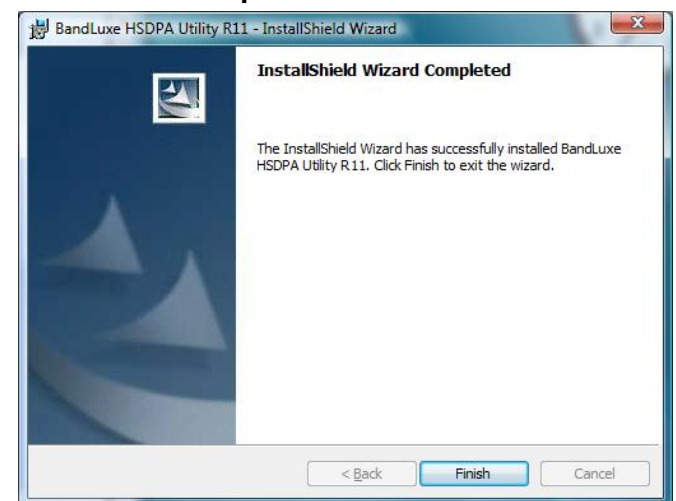 BandLuxe HSDPA Utility R11 - InstallShield Wizard
InstallShield Wizard Completed
The InstallShield Wizard has successfully installed BandLuxe
HSDPA Utility R11. Click Finish to exit the wizard.
< Back
Finish
Cancel